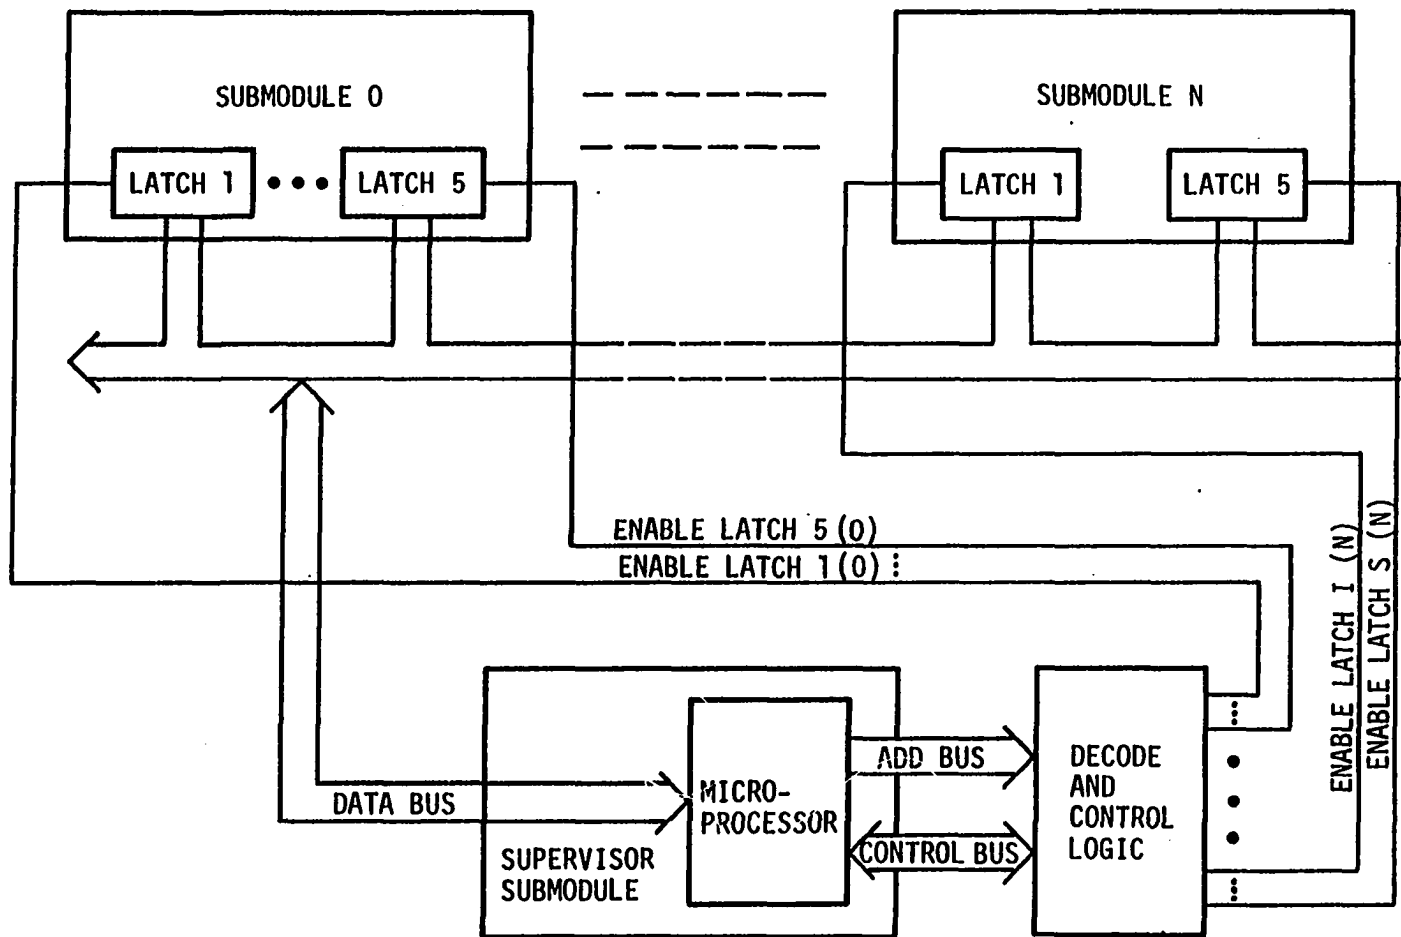 SUBMODULE 0
SUBMODULE N
LATCH 1
LATCH 5
LATCH 1
LATCH 5
ENABLE LATCH 5 (0)
ENABLE LATCH 1 (0)
ENABLE LATCH I (N)
ENABLE LATCH S (N)
ADD BUS
DATA BUS
MICRO-
PROCESSOR
CONTROL BUS
DECODE
AND
CONTROL
LOGIC
SUPERVISOR
SUBMODULE